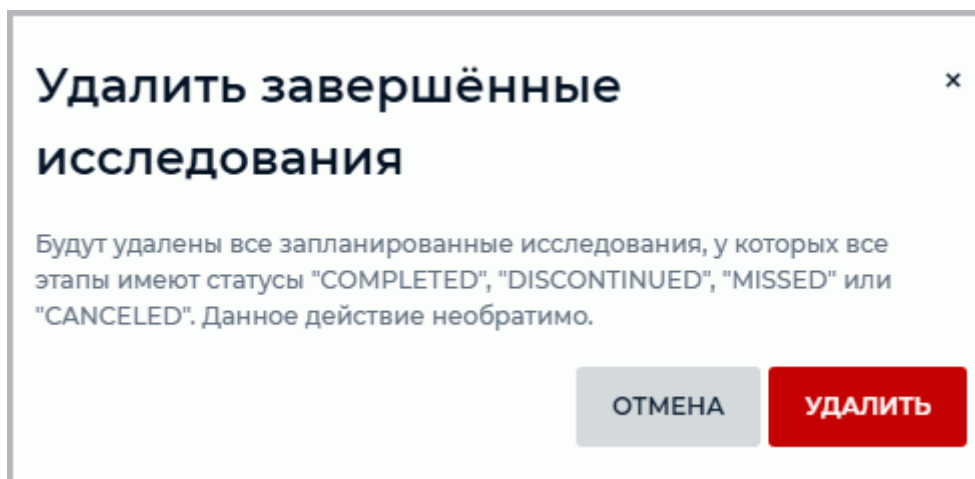 Удалить завершённые
×
исследования
Будут удалены все запланированные исследования, у которых все
этапы имеют статусы "COMPLETED", "DISCONTINUED", "MISSED" или
"CANCELED". Данное действие необратимо.
ОТМЕНА
УДАЛИТЬ